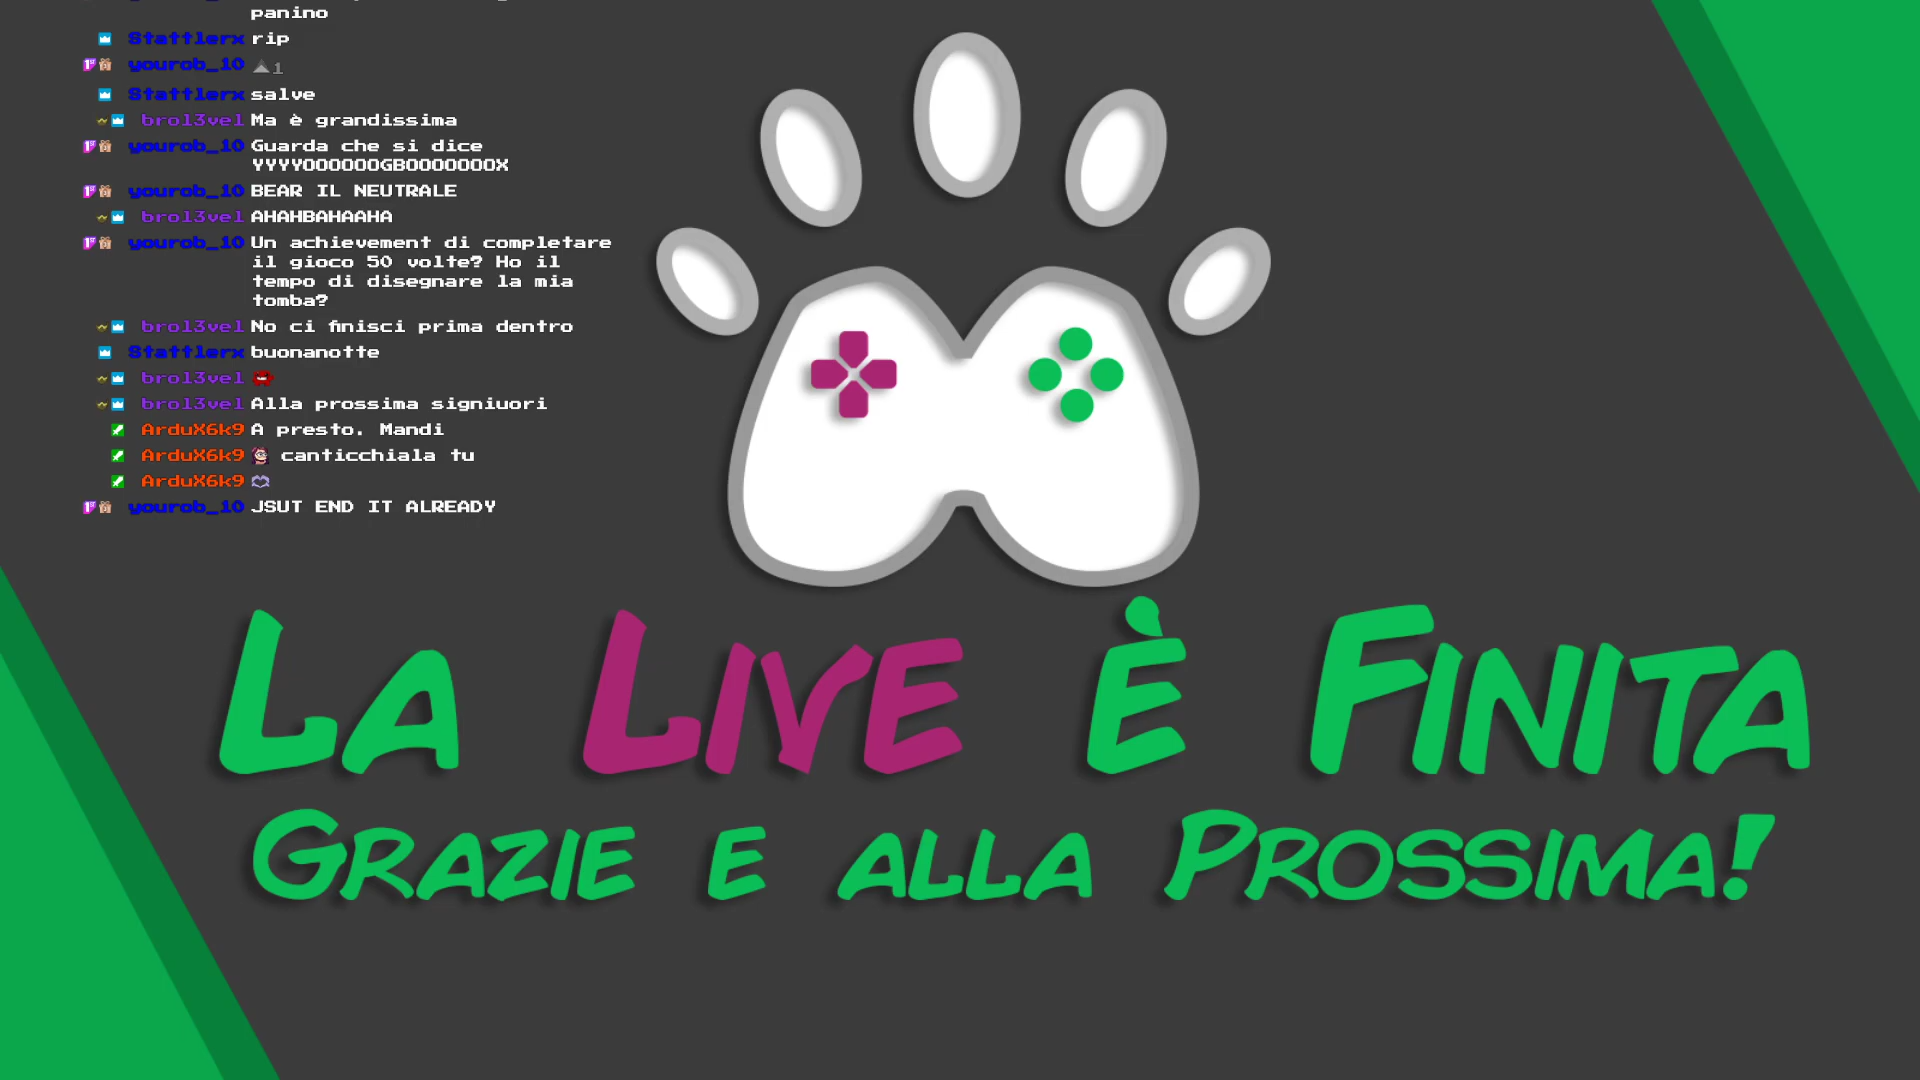 panino
Stattlerx rip
yourob_10 1
Stattlerx salve
brol3vel Ma è grandissima
yourob_10 Guarda che si dice
YYYYOOOOOOGBOOOOOOOX
yourob_10 BEAR IL NEUTRALE
brol3vel AHAHBAHAAHA
yourob_10 Un achievement di completare
il gioco 50 volte? Ho il
tempo di disegnare la mia
tomba?
brol3vel No ci finisci prima dentro
Stattlerx buonanotte
brol3vel
brol3vel Alla prossima signiuori
ArduX6k9 A presto. Mandi
ArduX6k9 canticchiala tu
ArduX6k9
yourob_10 JSUT END IT ALREADY
La Live È Finita
Grazie e alla Prossima!